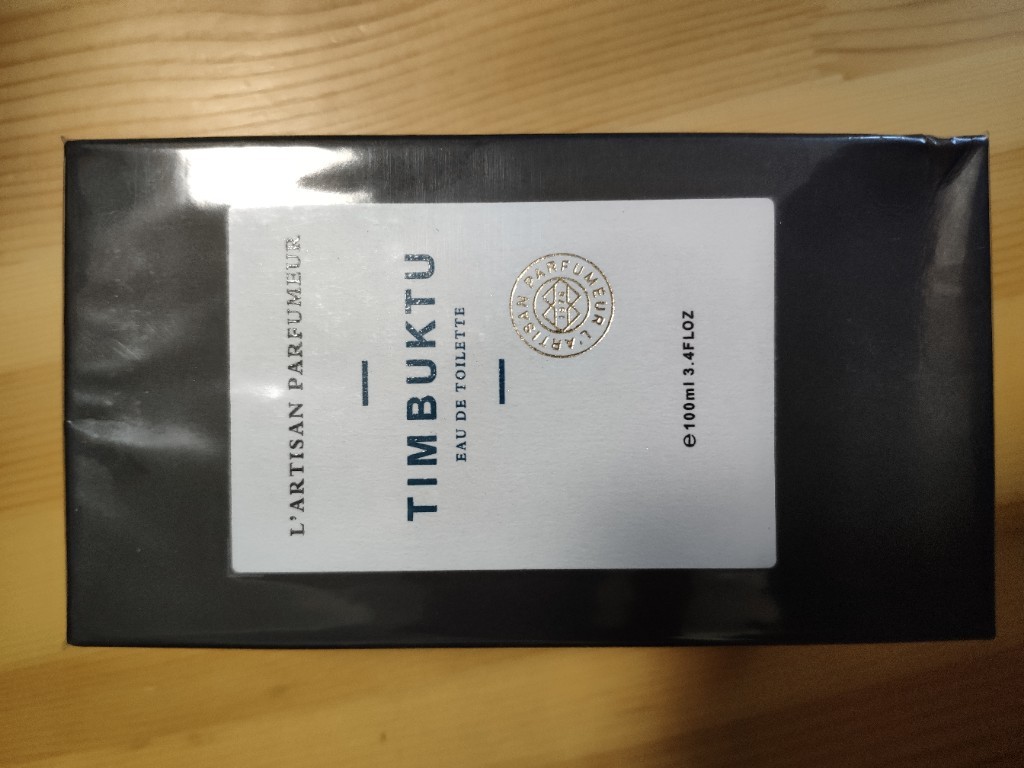 L'ARTISAN PARFUMEUR
TIMBUKTU
EAU DE TOILETTE
L'ARTISAN PARFUMEUR
℮100ml 3.4FLOZ